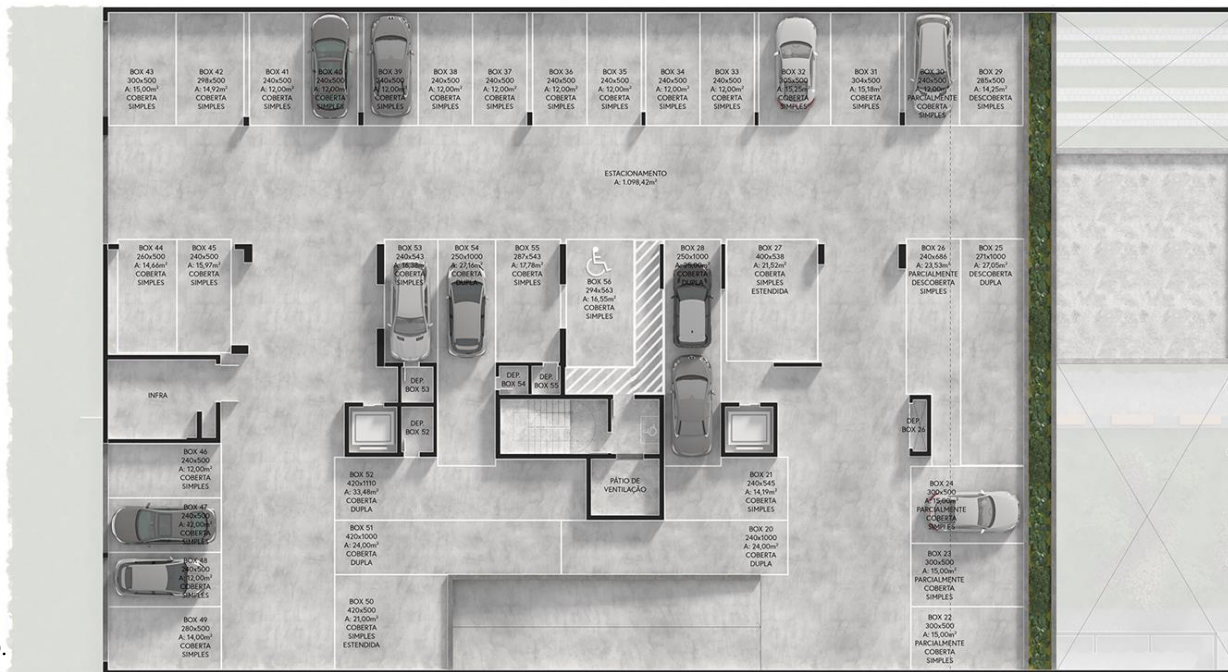 BOX 43
300x500
A: 15,00m²
COBERTA
SIMPLES
BOX 42
298x500
A: 14,92m²
COBERTA
SIMPLES
BOX 41
240x500
A: 12,00m²
COBERTA
SIMPLES
BOX 40
240x500
A: 12,00m²
COBERTA
SIMPLES
BOX 39
240x500
A: 12,00m²
COBERTA
SIMPLES
BOX 38
240x500
A: 12,00m²
COBERTA
SIMPLES
BOX 37
240x500
A: 12,00m²
COBERTA
SIMPLES
BOX 36
240x500
A: 12,00m²
COBERTA
SIMPLES
BOX 35
240x500
A: 12,00m²
COBERTA
SIMPLES
BOX 34
240x500
A: 12,00m²
COBERTA
SIMPLES
BOX 33
240x500
A: 12,00m²
COBERTA
SIMPLES
BOX 32
305x500
A: 15,25m²
COBERTA
SIMPLES
BOX 31
304x500
A: 15,18m²
COBERTA
SIMPLES
BOX 30
240x500
A: 12,00m²
PARCIALMENTE
COBERTA
SIMPLES
BOX 29
285x500
A: 14,25m²
DESCOBERTA
SIMPLES
ESTACIONAMENTO
A: 1.098,42m²
BOX 44
260x500
A: 14,66m²
COBERTA
SIMPLES
BOX 45
240x500
A: 15,97m²
COBERTA
SIMPLES
BOX 53
240x543
COBERTA
SIMPLES
BOX 54
250x1000
A: 27,16m²
COBERTA
DUPLA
BOX 55
287x543
A: 17,78m²
COBERTA
SIMPLES
BOX 56
294x563
A: 16,55m²
COBERTA
SIMPLES
BOX 28
250x1000
A: 25,00m²
COBERTA
DUPLA
BOX 27
400x538
A: 21,52m²
COBERTA
SIMPLES
ESTENDIDA
BOX 26
240x686
A: 23,53m²
PARCIALMENTE
DESCOBERTA
SIMPLES
BOX 25
271x1000
A: 27,05m²
DESCOBERTA
DUPLA
INFRA
DEP.
BOX 53
DEP.
BOX 54
DEP.
BOX 55
DEP.
BOX 52
DEP.
BOX 26
BOX 46
240x500
A: 12,00m²
COBERTA
SIMPLES
BOX 47
240x500
A: 12,00m²
COBERTA
SIMPLES
BOX 48
240x500
A: 12,00m²
COBERTA
SIMPLES
BOX 49
280x500
A: 14,00m²
COBERTA
SIMPLES
BOX 52
420x1110
A: 33,48m²
COBERTA
DUPLA
BOX 51
420x1000
A: 24,00m²
COBERTA
DUPLA
BOX 50
420x500
A: 21,00m²
COBERTA
SIMPLES
ESTENDIDA
PÁTIO DE
VENTILAÇÃO
BOX 21
240x545
A: 14,19m²
COBERTA
SIMPLES
BOX 20
240x1000
A: 24,00m²
COBERTA
DUPLA
BOX 24
300x500
A: 15,00m²
PARCIALMENTE
COBERTA
SIMPLES
BOX 23
300x500
A: 15,00m²
PARCIALMENTE
COBERTA
SIMPLES
BOX 22
300x500
A: 15,00m²
PARCIALMENTE
COBERTA
SIMPLES